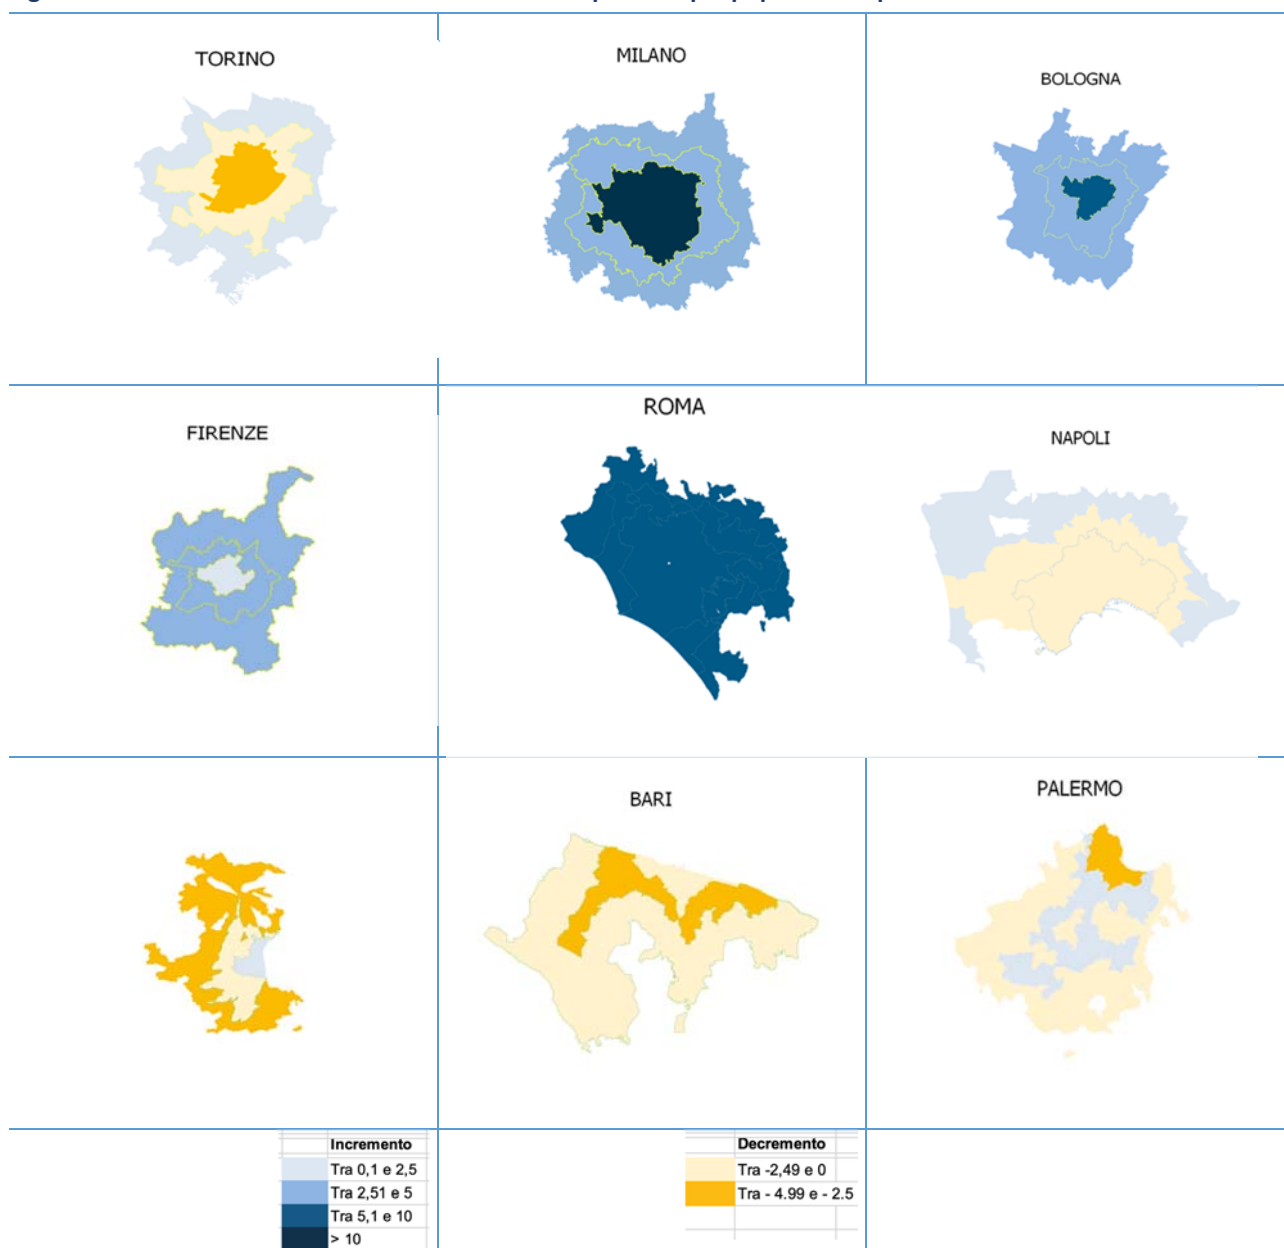 TORINO
MILANO
BOLOGNA
FIRENZE
ROMA
NAPOLI
BARI
PALERMO
Incremento
Tra 0,1 e 2,5
Tra 2,51 e 5
Tra 5,1 e 10
> 10
Decremento
Tra -2,49 e 0
Tra - 4.99 e - 2.5